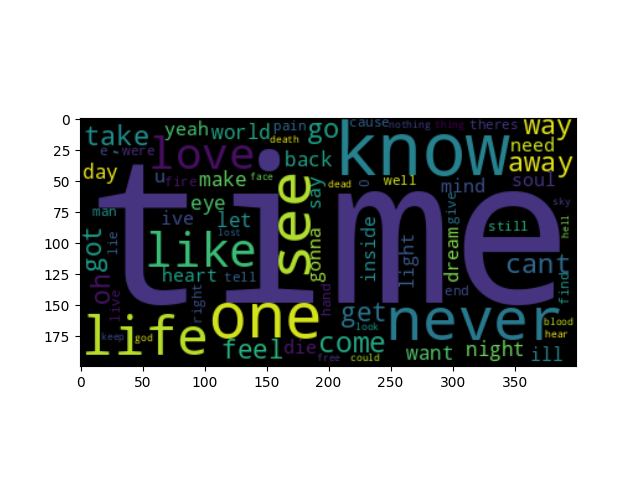 0
25
50
75
100
125
150
175
0 50 100 150 200 250 300 350
take yeah world pain go cause nothing thing theres way
death
e were love back know need
away
day u fire make face dead well mind soul
time
man ive eye let see say o give sky
got lie like lost gonna inside light dream still hell
heart tell cant
oh live right hand end find
life one get never blood
keep god look hear
feel die free come could want night ill